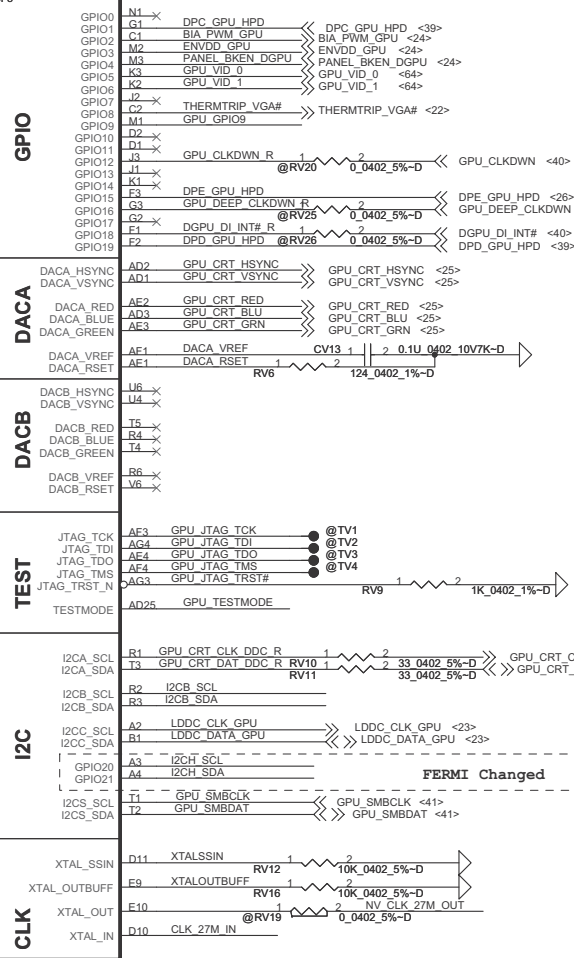 GPIO
GPIO0 N1
GPIO1 G1 DPC_GPU_HPD DPC_GPU_HPD <39>
GPIO2 C1 BIA_PWM_GPU BIA_PWM_GPU <24>
GPIO3 M2 ENVDD_GPU ENVDD_GPU <24>
GPIO4 M3 PANEL_BKEN_DGPU PANEL_BKEN_DGPU <24>
GPIO5 K3 GPU_VID_0 GPU_VID_0 <64>
GPIO6 K2 GPU_VID_1 GPU_VID_1 <64>
GPIO7 J2
GPIO8 C2 THERMTRIP_VGA# THERMTRIP_VGA# <22>
GPIO9 M1 GPU_GPIO9
GPIO10 D2
GPIO11 D1
GPIO12 J3 GPU_CLKDWN_R @RV20 1 2 0_0402_5%~D GPU_CLKDWN <40>
GPIO13 J1
GPIO14 K1
GPIO15 F3 DPE_GPU_HPD DPE_GPU_HPD <26>
GPIO16 G3 GPU_DEEP_CLKDWN_R @RV25 1 2 0_0402_5%~D GPU_DEEP_CLKDWN
GPIO17 G2
GPIO18 F1 DGPU_DI_INT#_R @RV26 1 2 0_0402_5%~D DGPU_DI_INT# <40>
GPIO19 F2 DPD_GPU_HPD DPD_GPU_HPD <39>
DACA
DACA_HSYNC AD2 GPU_CRT_HSYNC GPU_CRT_HSYNC <25>
DACA_VSYNC AD1 GPU_CRT_VSYNC GPU_CRT_VSYNC <25>
DACA_RED AE2 GPU_CRT_RED GPU_CRT_RED <25>
DACA_BLUE AD3 GPU_CRT_BLU GPU_CRT_BLU <25>
DACA_GREEN AE3 GPU_CRT_GRN GPU_CRT_GRN <25>
DACA_VREF AF1 DACA_VREF CV13 1 2 0.1U_0402_10V7K~D
DACA_RSET AE1 DACA_RSET RV6 1 2 124_0402_1%~D
DACB
DACB_HSYNC U6
DACB_VSYNC U4
DACB_RED T5
DACB_BLUE R4
DACB_GREEN T4
DACB_VREF R6
DACB_RSET V6
TEST
JTAG_TCK AF3 GPU_JTAG_TCK @TV1
JTAG_TDI AG4 GPU_JTAG_TDI @TV2
JTAG_TDO AE4 GPU_JTAG_TDO @TV3
JTAG_TMS AF4 GPU_JTAG_TMS @TV4
JTAG_TRST_N AG3 GPU_JTAG_TRST# RV9 1 2 1K_0402_1%~D
TESTMODE AD25 GPU_TESTMODE
I2C
I2CA_SCL R1 GPU_CRT_CLK_DDC_R RV10 1 2 33_0402_5%~D GPU_CRT_C
I2CA_SDA T3 GPU_CRT_DAT_DDC_R RV11 1 2 33_0402_5%~D GPU_CRT_
I2CB_SCL R2 I2CB_SCL
I2CB_SDA R3 I2CB_SDA
I2CC_SCL A2 LDDC_CLK_GPU LDDC_CLK_GPU <23>
I2CC_SDA B1 LDDC_DATA_GPU LDDC_DATA_GPU <23>
GPIO20 A3 I2CH_SCL
GPIO21 A4 I2CH_SDA
FERMI Changed
I2CS_SCL T1 GPU_SMBCLK GPU_SMBCLK <41>
I2CS_SDA T2 GPU_SMBDAT GPU_SMBDAT <41>
CLK
XTAL_SSIN D11 XTALSSIN RV12 1 2 10K_0402_5%~D
XTAL_OUTBUFF E9 XTALOUTBUFF RV16 1 2 10K_0402_5%~D
XTAL_OUT E10 @RV19 1 2 0_0402_5%~D NV_CLK_27M_OUT
XTAL_IN D10 CLK_27M_IN